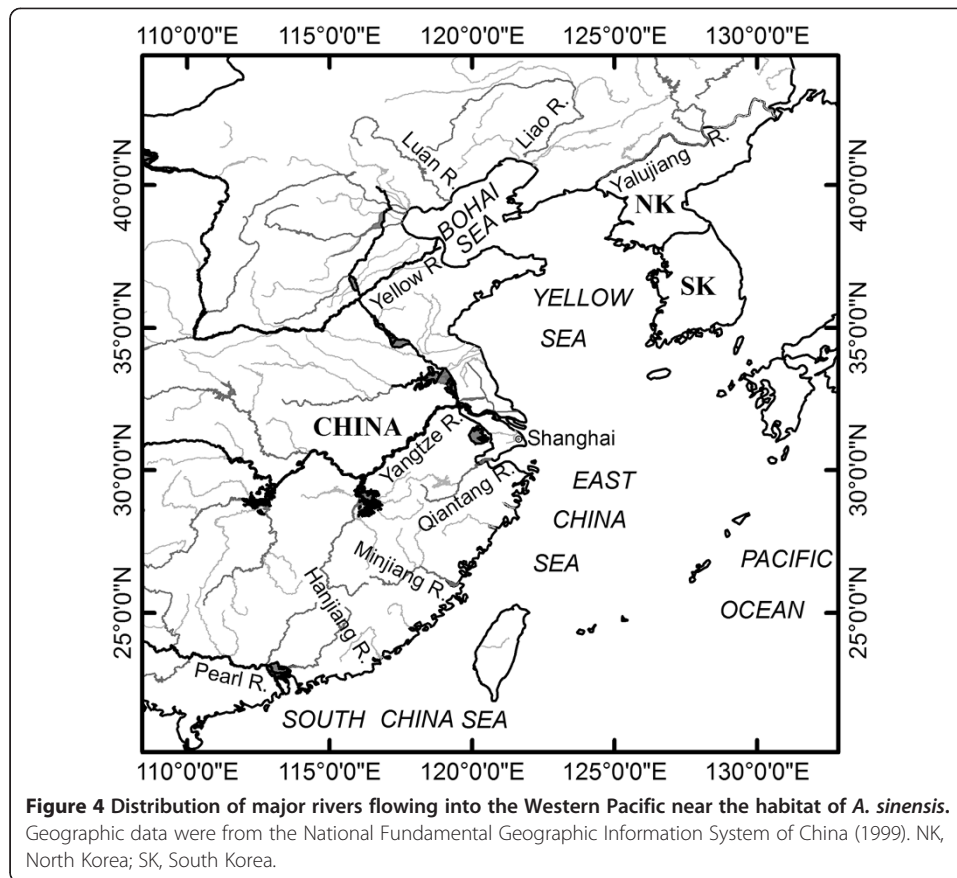 110°0'0"E 115°0'0"E 120°0'0"E 125°0'0"E 130°0'0"E
40°0'0"N
35°0'0"N
30°0'0"N
25°0'0"N
Luan R.
Liao R.
Yalujiang R.
BOHAI
SEA
NK
SK
Yellow R.
YELLOW
SEA
CHINA
Yangtze R.
Shanghai
Qiantang R.
EAST
CHINA
SEA
Minjiang R.
Hanjiang R.
PACIFIC
OCEAN
Pearl R.
SOUTH CHINA SEA
40°0'0"N
35°0'0"N
30°0'0"N
25°0'0"N
110°0'0"E 115°0'0"E 120°0'0"E 125°0'0"E 130°0'0"E
Figure 4 Distribution of major rivers flowing into the Western Pacific near the habitat of A. sinensis.
Geographic data were from the National Fundamental Geographic Information System of China (1999). NK,
North Korea; SK, South Korea.